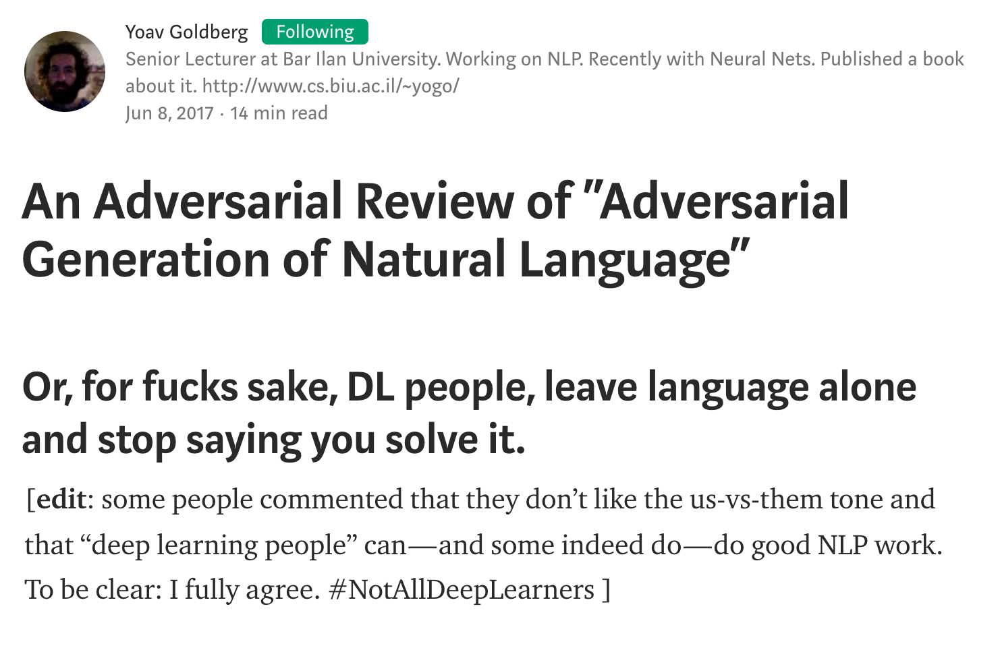 Yoav Goldberg Following
Senior Lecturer at Bar Ilan University. Working on NLP. Recently with Neural Nets. Published a book
about it. http://www.cs.biu.ac.il/~yogo/
Jun 8, 2017 · 14 min read
An Adversarial Review of "Adversarial
Generation of Natural Language"
Or, for fucks sake, DL people, leave language alone
and stop saying you solve it.
[edit: some people commented that they don’t like the us-vs-them tone and
that “deep learning people” can—and some indeed do—do good NLP work.
To be clear: I fully agree. #NotAllDeepLearners ]